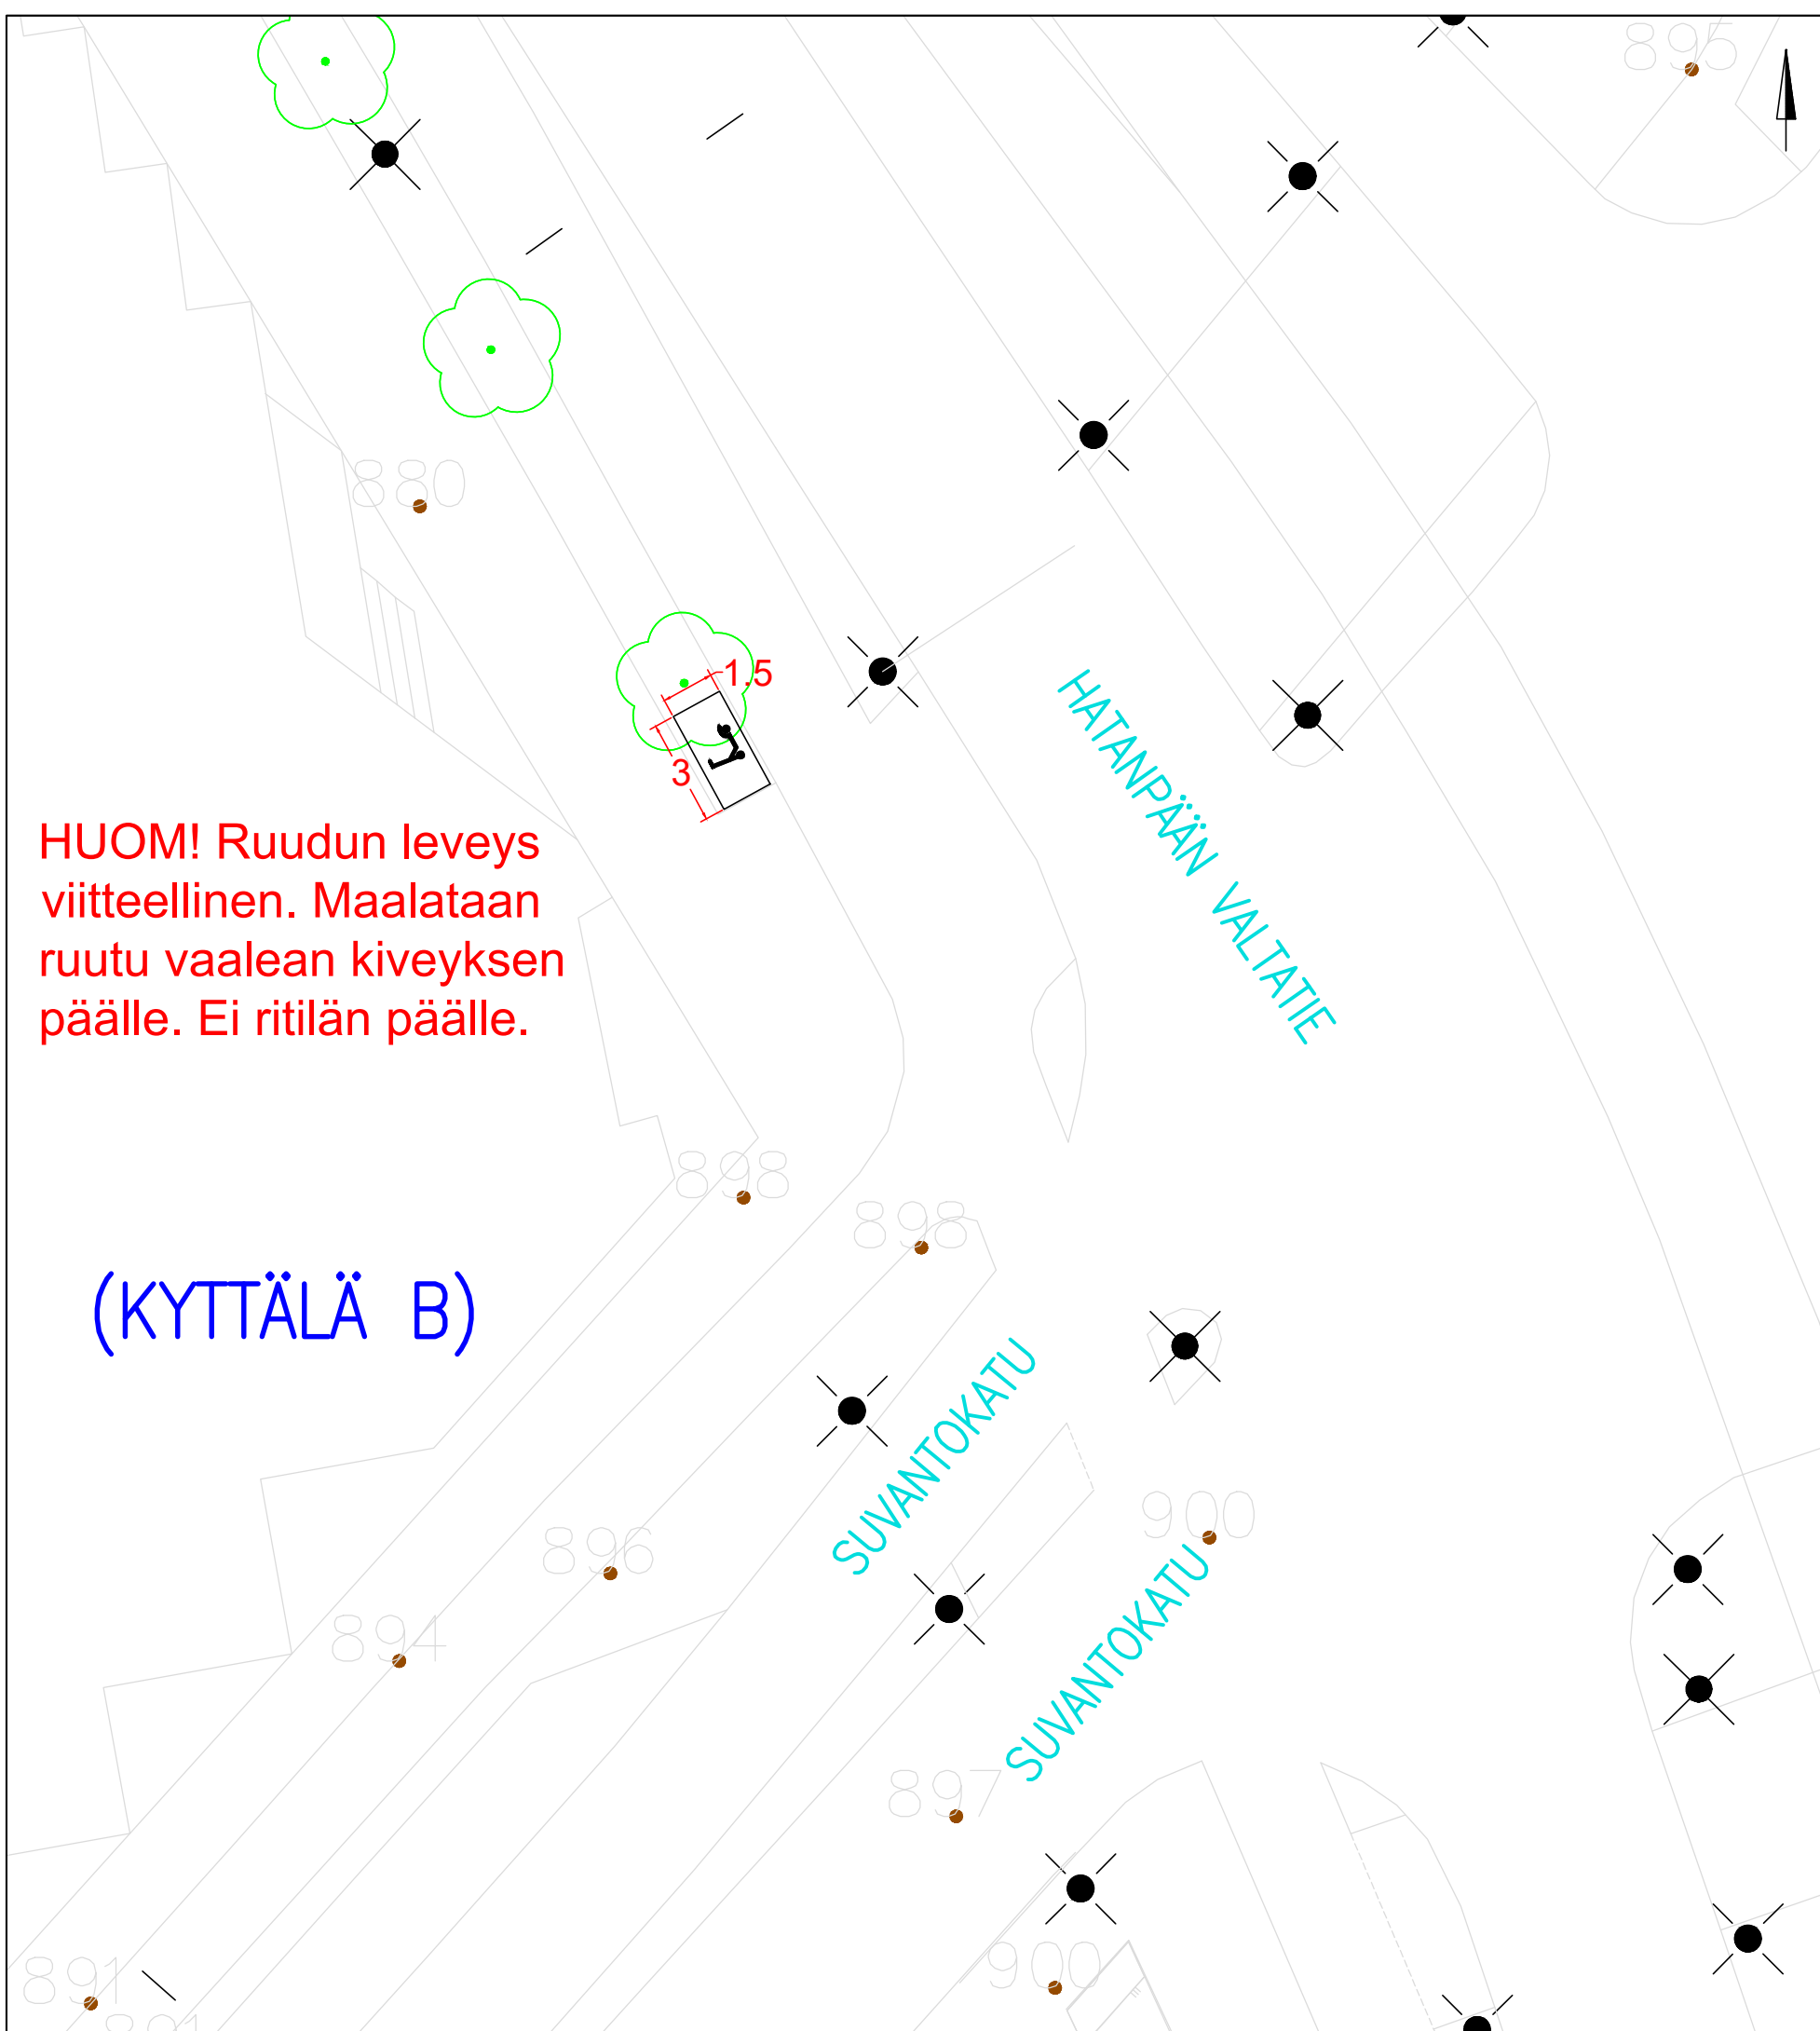 895
880
1.5
3
HATANPÄÄN VALTATIE
HUOM! Ruudun leveys
viitteellinen. Maalataan
ruutu vaalean kiveyksen
päälle. Ei ritilän päälle.
898
898
(KYTTÄLÄ B)
SUVANTOKATU
900
896
894
SUVANTOKATU
897
900
891